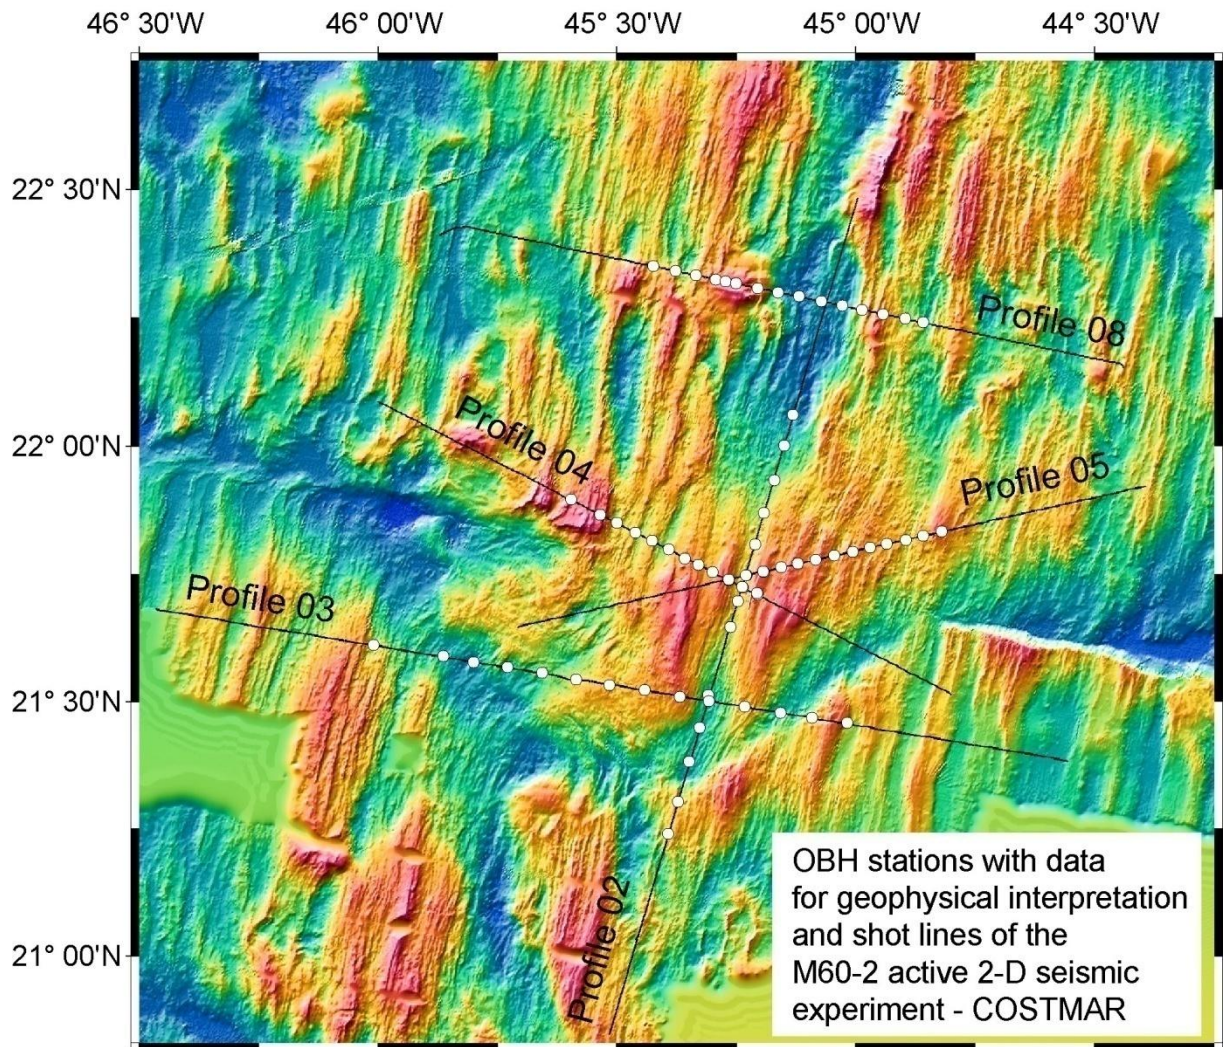 46° 30'W
46° 00'W
45° 30'W
45° 00'W
44° 30'W
22° 30'N
Profile 08
22° 00'N
Profile 04
Profile 05
Profile 03
21° 30'N
21° 00'N
Profile 02
OBH stations with data
for geophysical interpretation
and shot lines of the
M60-2 active 2-D seismic
experiment - COSTMAR